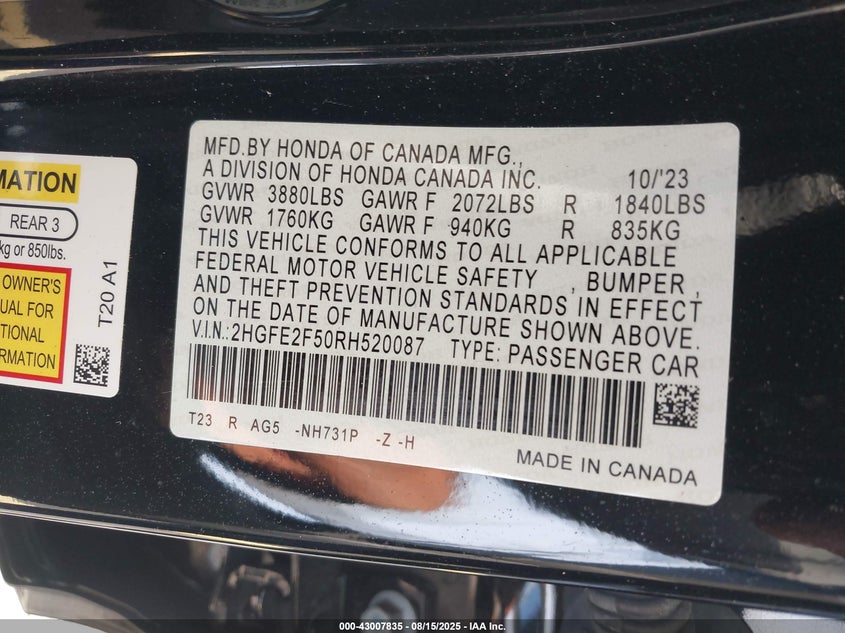 MATION
REAR 3
kg or 850lbs.
OWNER'S
UAL FOR
TIONAL
RMATION
T20 A1
MFD.BY HONDA OF CANADA MFG.,
A DIVISION OF HONDA CANADA INC. 10/'23
GVWR 3880LBS GAWR F 2072LBS R 1840LBS
GVWR 1760KG GAWR F 940KG R 835KG
THIS VEHICLE CONFORMS TO ALL APPLICABLE
FEDERAL MOTOR VEHICLE SAFETY , BUMPER ,
AND THEFT PREVENTION STANDARDS IN EFFECT
ON THE DATE OF MANUFACTURE SHOWN ABOVE.
V.I.N.:2HGFE2F50RH520087 TYPE: PASSENGER CAR
T23 R AG5 -NH731P -Z -H
MADE IN CANADA
000-43007835 - 08/15/2025 - IAA Inc.